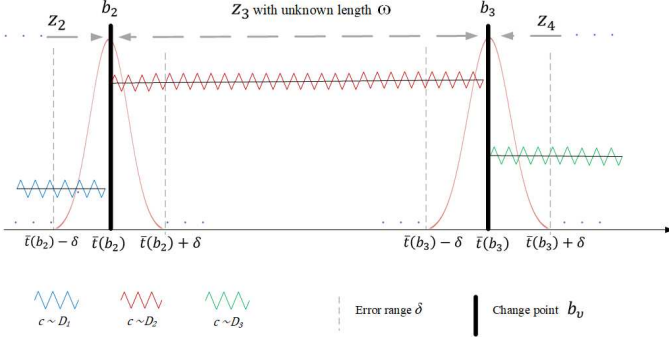 b₂ z₃ with unknown length ω b₃
z₂ z₄
t̄(b₂) − δ t̄(b₂) t̄(b₂) + δ t̄(b₃) − δ t̄(b₃) t̄(b₃) + δ
c~D₁ c~D₂ c~D₃ Error range δ Change point b_υ